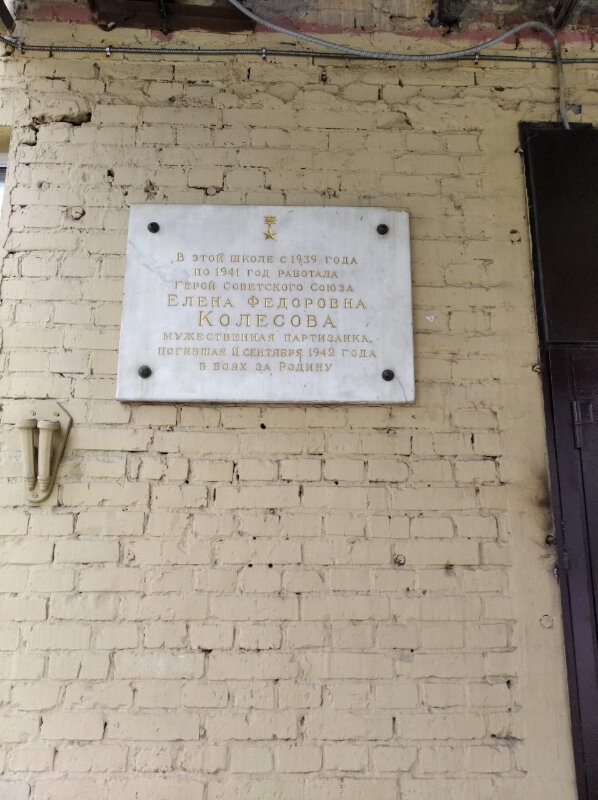 В этой школе с 1939 года
по 1941 год работала
Герой Советского Союза
Елена Федоровна
Колесова
мужественная партизанка,
погибшая 11 сентября 1942 года
в боях за Родину